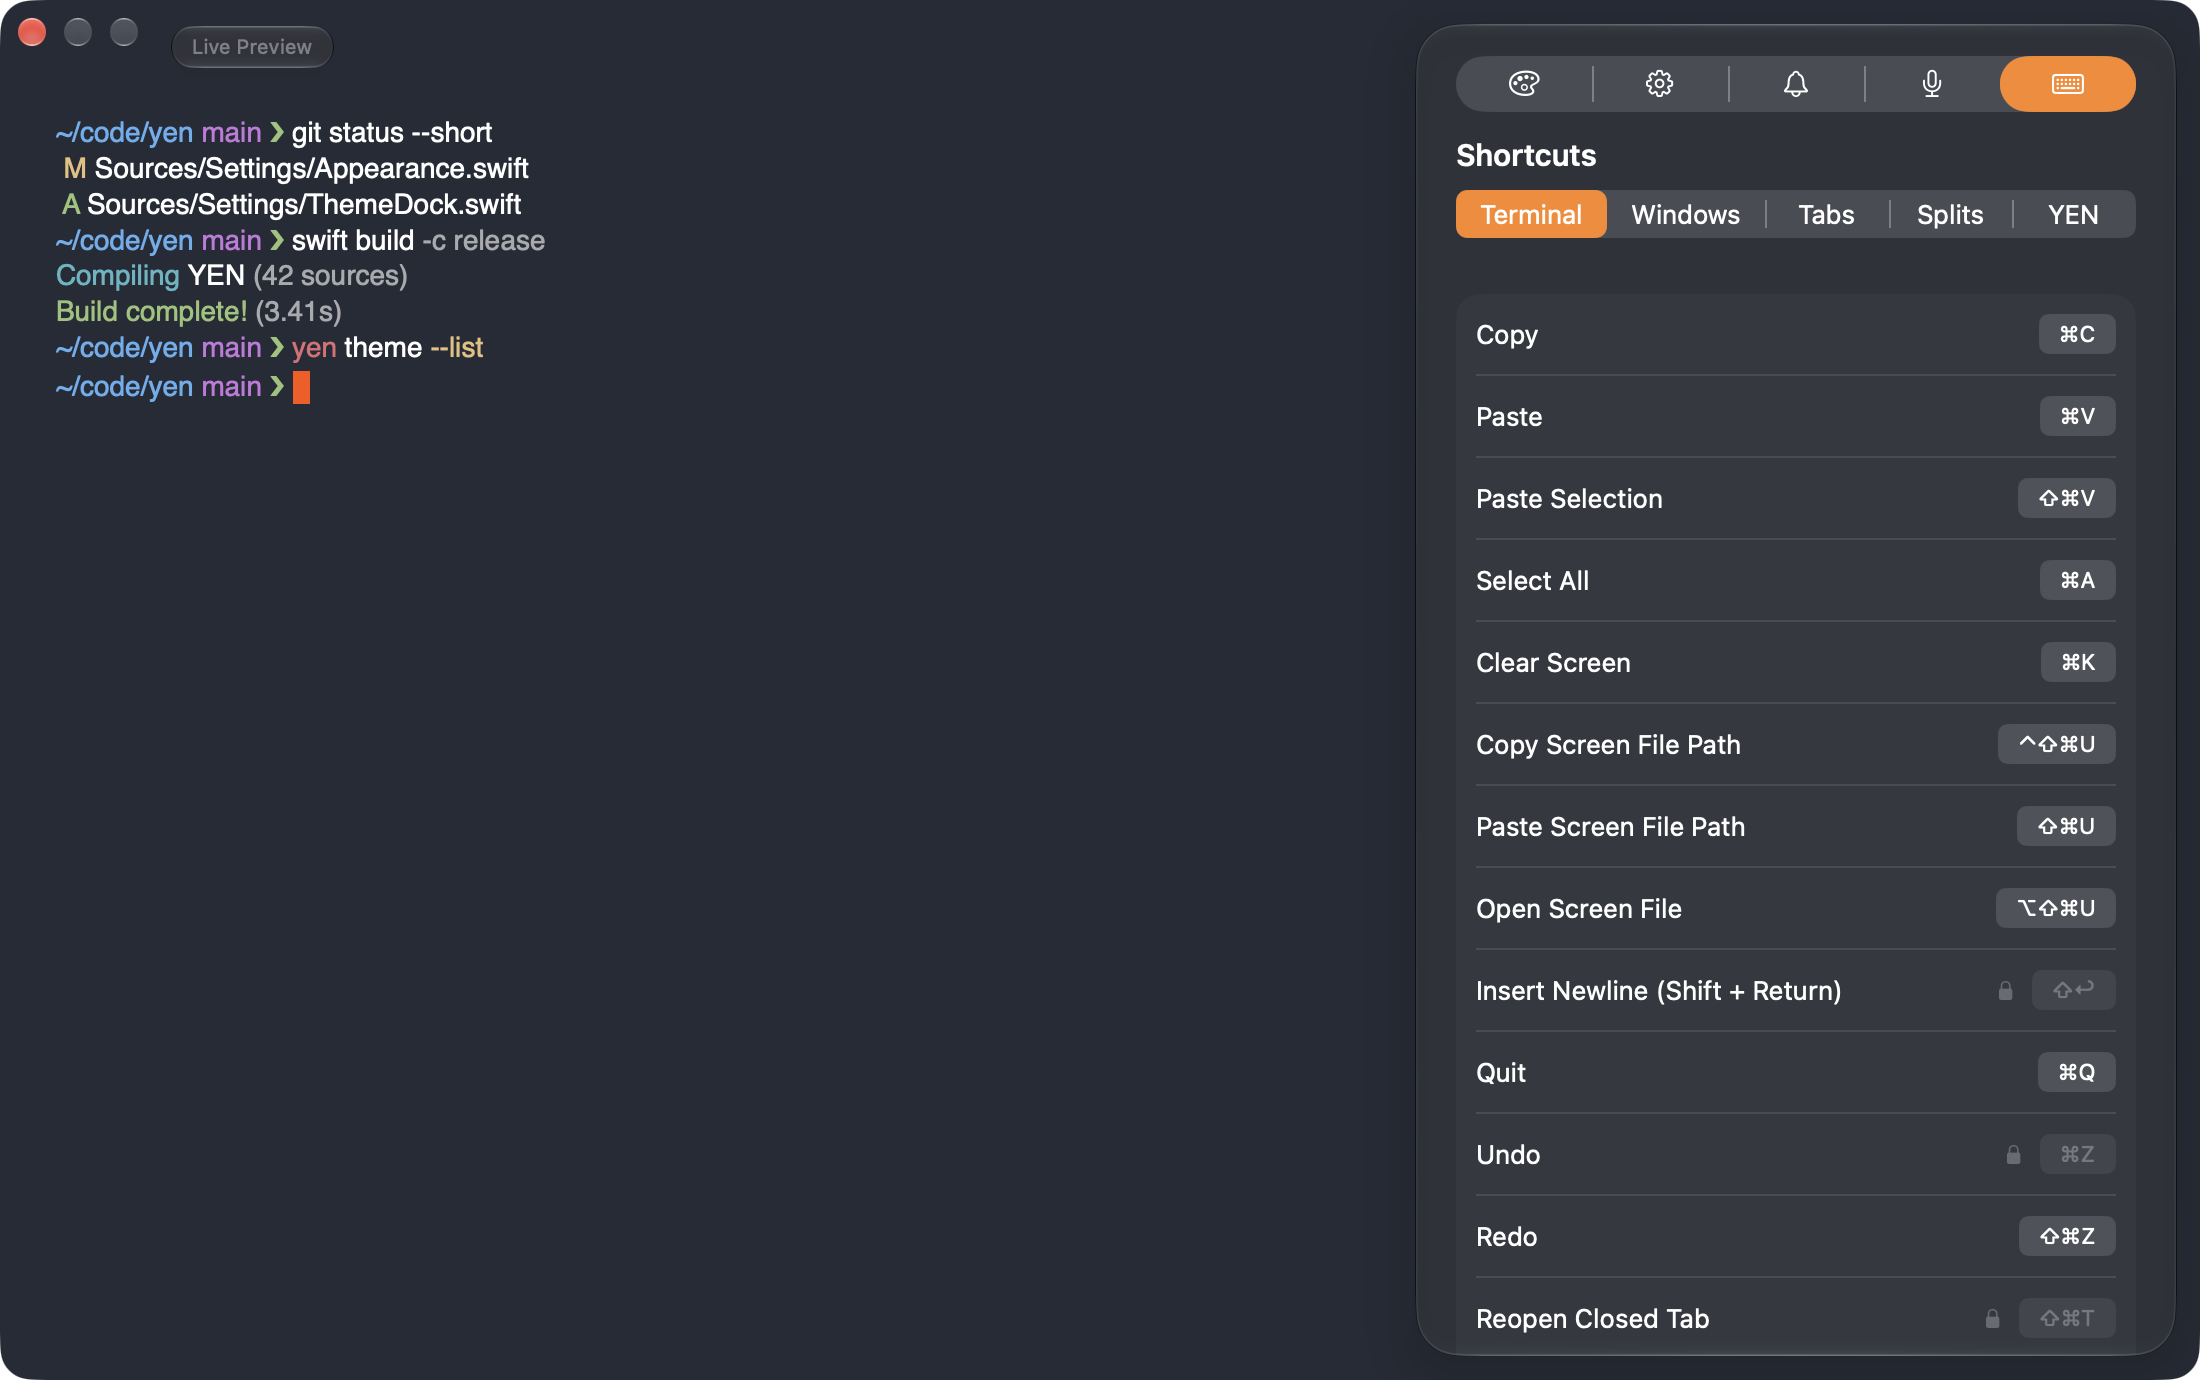 Live Preview
~/code/yen main ❯ git status --short
M Sources/Settings/Appearance.swift
A Sources/Settings/ThemeDock.swift
~/code/yen main ❯ swift build -c release
Compiling YEN (42 sources)
Build complete! (3.41s)
~/code/yen main ❯ yen theme --list
~/code/yen main ❯
Shortcuts
Terminal Windows Tabs Splits YEN
Copy ⌘C
Paste ⌘V
Paste Selection ⇧⌘V
Select All ⌘A
Clear Screen ⌘K
Copy Screen File Path ^⇧⌘U
Paste Screen File Path ⇧⌘U
Open Screen File ⌥⇧⌘U
Insert Newline (Shift + Return) ⇧↩
Quit ⌘Q
Undo ⌘Z
Redo ⇧⌘Z
Reopen Closed Tab ⇧⌘T